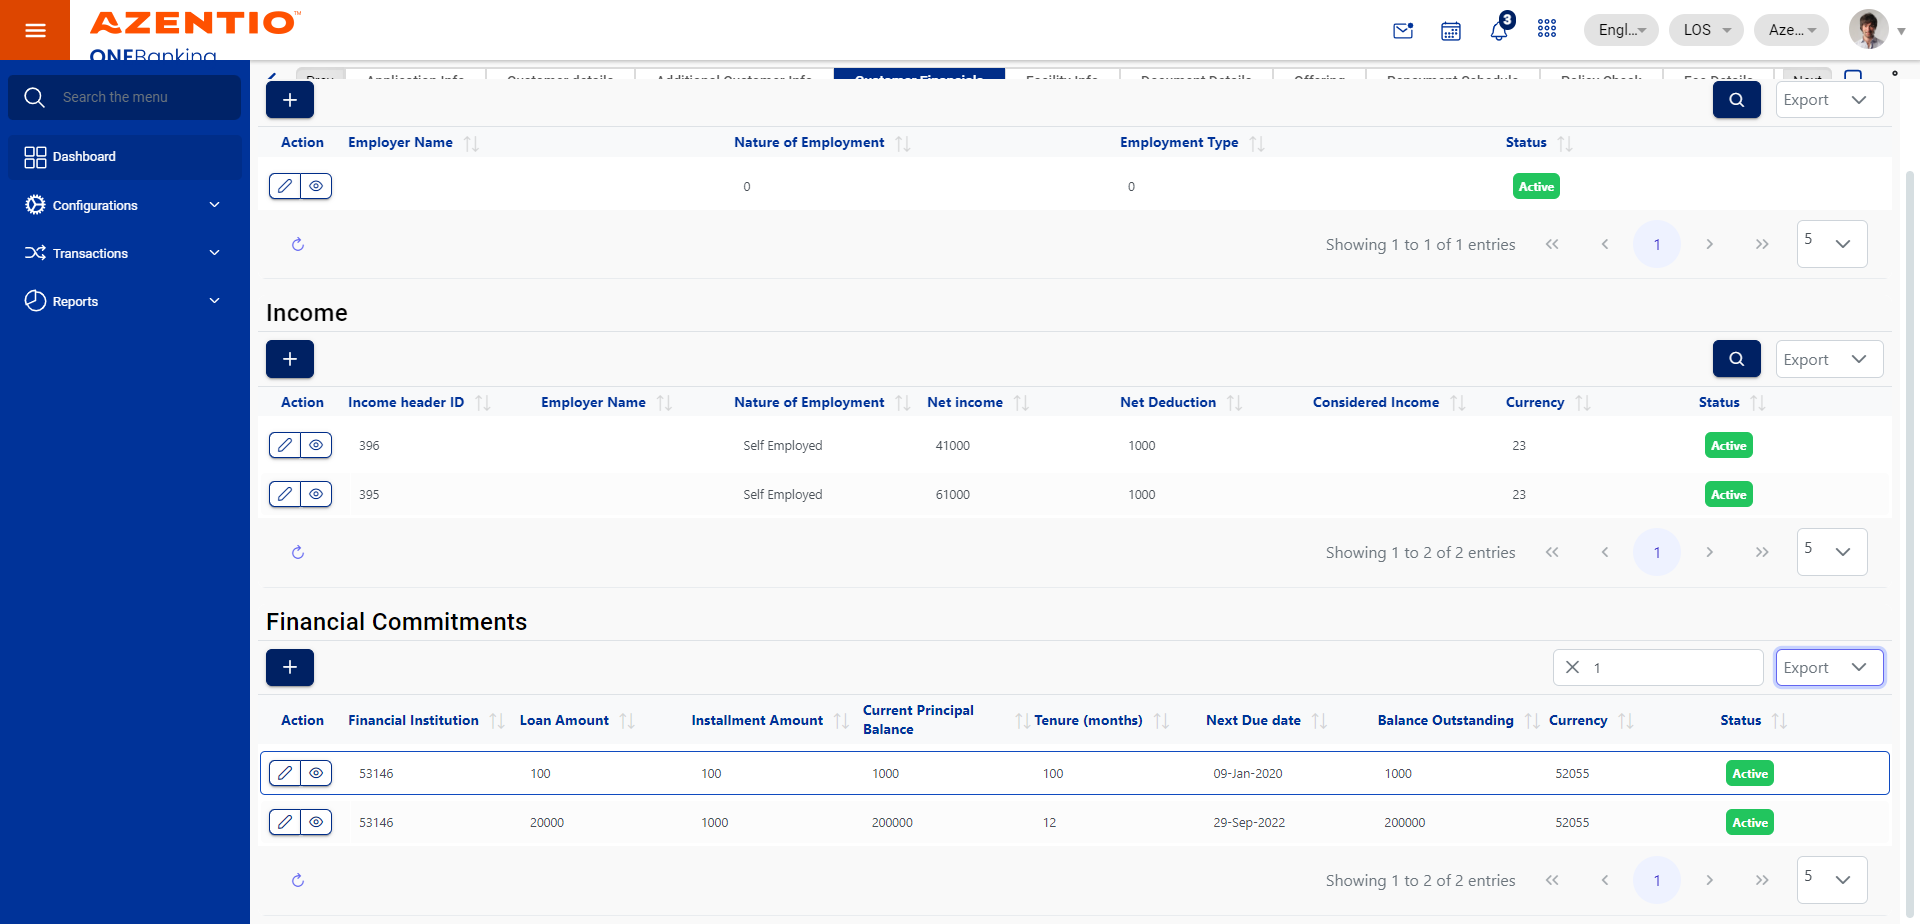 AZENTIO™
ONEBanking
3
Engl...
LOS
Aze...
Search the menu
Dashboard
Configurations
Transactions
Reports
Prev
Application Info
Customer details
Additional Customer Info
Customer Financials
Facility Info
Document Details
Offering
Repayment Schedule
Policy Check
Fee Details
Next
+
Export
Action Employer Name Nature of Employment Employment Type Status
0 0 Active
Showing 1 to 1 of 1 entries 1 5
Income
+
Export
Action Income header ID Employer Name Nature of Employment Net income Net Deduction Considered Income Currency Status
396 Self Employed 41000 1000 23 Active
395 Self Employed 61000 1000 23 Active
Showing 1 to 2 of 2 entries 1 5
Financial Commitments
+
1 Export
Action Financial Institution Loan Amount Installment Amount Current Principal Balance Tenure (months) Next Due date Balance Outstanding Currency Status
53146 100 100 1000 100 09-Jan-2020 1000 52055 Active
53146 20000 1000 200000 12 29-Sep-2022 200000 52055 Active
Showing 1 to 2 of 2 entries 1 5